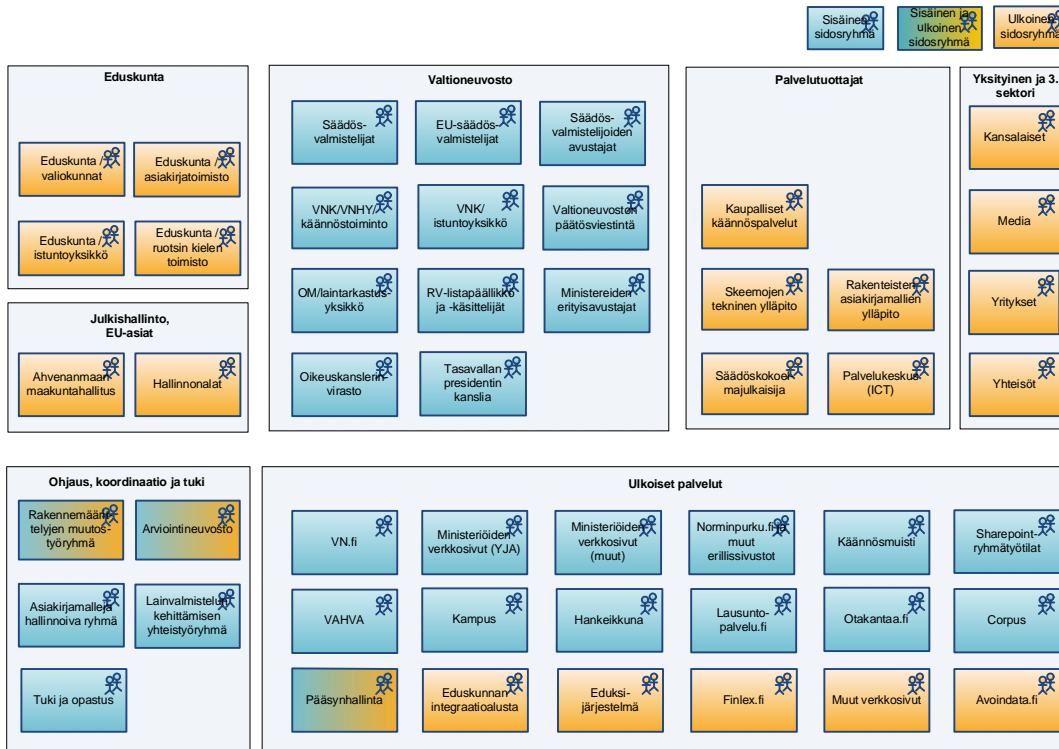 Sisäinen
sidosryhmä
Sisäinen ja
ulkoinen
sidosryhmä
Ulkoinen
sidosryhmä
Eduskunta
Eduskunta /
valiokunnat
Eduskunta /
asiakirjatoimisto
Eduskunta /
istuntoyksikkö
Eduskunta /
ruotsin kielen
toimisto
Julkishallinto,
EU-asiat
Ahvenanmaan
maakuntahallitus
Hallinnonalat
Valtioneuvosto
Säädös-
valmistelijat
EU-säädös-
valmistelijat
Säädös-
valmistelijoiden
avustajat
VNK/VNHY/
käännöstoiminto
VNK/
istuntoyksikkö
Valtioneuvoston
päätösviestintä
OM/laintarkastus-
yksikkö
RV-listapäällikkö
ja -käsittelijät
Ministereiden
erityisavustajat
Oikeuskanslerin-
virasto
Tasavallan
presidentin
kanslia
Palvelutuottajat
Kaupalliset
käännöspalvelut
Skeemojen
tekninen ylläpito
Rakenteisten
asiakirjamallien
ylläpito
Säädöskokoel-
majulkaisija
Palvelukeskus
(ICT)
Yksityinen ja 3.
sektori
Kansalaiset
Media
Yritykset
Yhteisöt
Ohjaus, koordinaatio ja tuki
Rakennemäärit-
telyjen muutos-
työryhmä
Arviointineuvosto
Asiakirjamalleja
hallinnoiva ryhmä
Lainvalmistelun
kehittämisen
yhteistyöryhmä
Tuki ja opastus
Ulkoiset palvelut
VN.fi
Ministeriöiden
verkkosivut (YJA)
Ministeriöiden
verkkosivut
(muut)
Norminpurku.fi ja
muut
erillissivustot
Käännösmuisti
Sharepoint-
ryhmätyötilat
VAHVA
Kampus
Hankeikkuna
Lausunto-
palvelu.fi
Otakantaa.fi
Corpus
Pääsynhallinta
Eduskunnan
integraatioalusta
Eduksi-
järjestelmä
Finlex.fi
Muut verkkosivut
Avoindata.fi